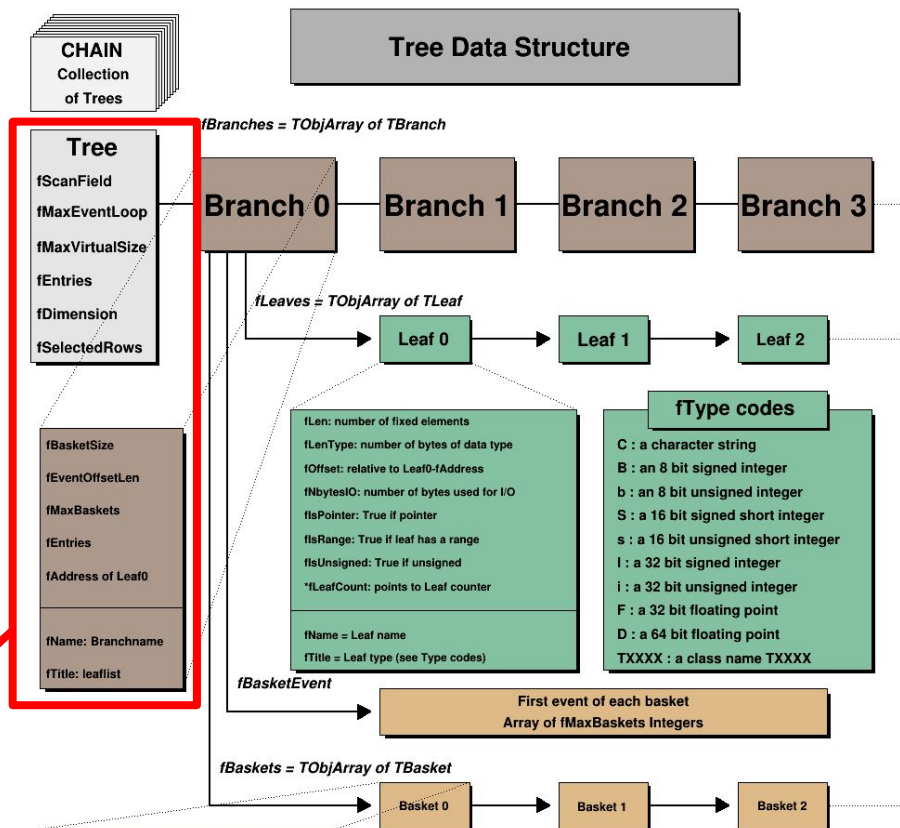 CHAIN
Collection
of Trees
Tree Data Structure
fBranches = TObjArray of TBranch
Tree
fScanField
fMaxEventLoop
fMaxVirtualSize
fEntries
fDimension
fSelectedRows
Branch 0
Branch 1
Branch 2
Branch 3
fLeaves = TObjArray of TLeaf
Leaf 0
Leaf 1
Leaf 2
fBasketSize
fEventOffsetLen
fMaxBaskets
fEntries
fAddress of Leaf0
fName: Branchname
fTitle: leaflist
fLen: number of fixed elements
fLenType: number of bytes of data type
fOffset: relative to Leaf0-fAddress
fNbytesIO: number of bytes used for I/O
fIsPointer: True if pointer
fIsRange: True if leaf has a range
fIsUnsigned: True if unsigned
*fLeafCount: points to Leaf counter
fName = Leaf name
fTitle = Leaf type (see Type codes)
fType codes
C : a character string
B : an 8 bit signed integer
b : an 8 bit unsigned integer
S : a 16 bit signed short integer
s : a 16 bit unsigned short integer
I : a 32 bit signed integer
i : a 32 bit unsigned integer
F : a 32 bit floating point
D : a 64 bit floating point
TXXXX : a class name TXXXX
fBasketEvent
First event of each basket
Array of fMaxBaskets Integers
fBaskets = TObjArray of TBasket
Basket 0
Basket 1
Basket 2